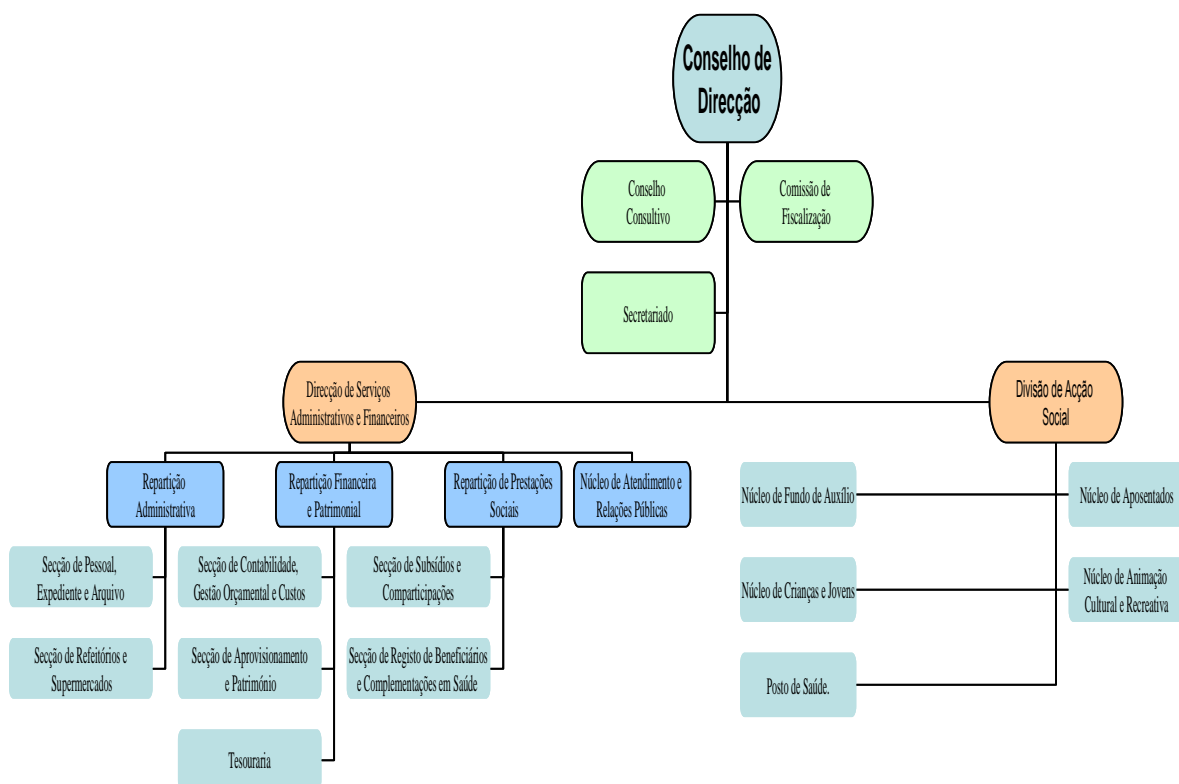 Conselho de
Direcção
Conselho
Consultivo
Comissão de
Fiscalização
Secretariado
Direcção de Serviços
Administrativos e Financeiros
Divisão de Acção
Social
Repartição
Administrativa
Repartição Financeira
e Patrimonial
Repartição de Prestações
Sociais
Núcleo de Atendimento e
Relações Públicas
Núcleo de Fundo de Auxílio
Núcleo de Aposentados
Secção de Pessoal,
Expediente e Arquivo
Secção de Contabilidade,
Gestão Orçamental e Custos
Secção de Subsídios e
Comparticipações
Núcleo de Crianças e Jovens
Núcleo de Animação
Cultural e Recreativa
Secção de Refeitórios e
Supermercados
Secção de Aprovisionamento
e Património
Secção de Registo de Beneficiários
e Complementações em Saúde
Posto de Saúde.
Tesouraria